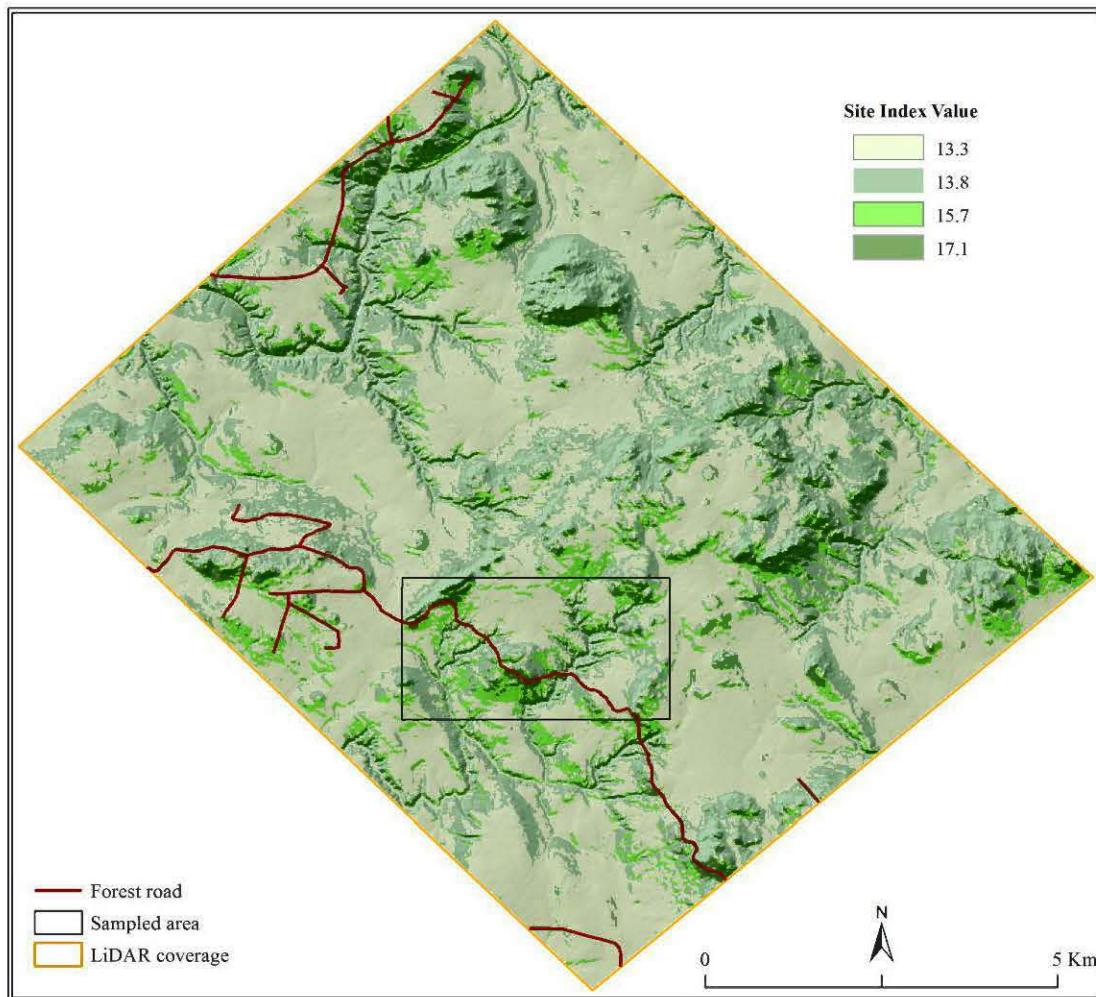 Site Index Value
13.3
13.8
15.7
17.1
Forest road
Sampled area
LiDAR coverage
N
0 5 Km